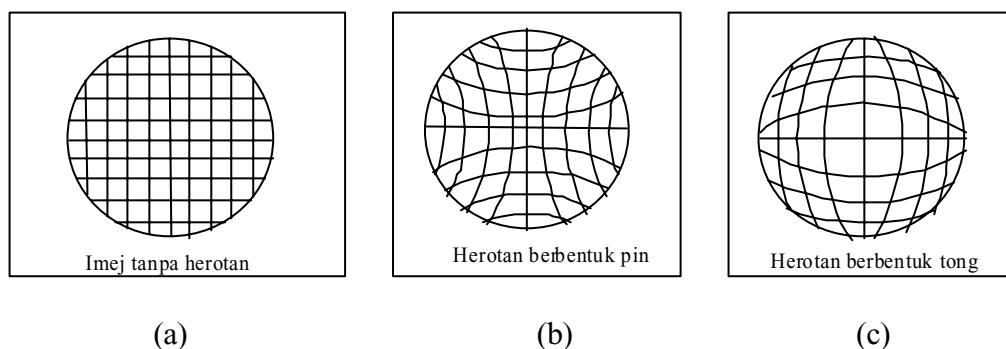 Imej tanpa herotan
Herotan berbentuk pin
Herotan berbentuk tong
(a)
(b)
(c)